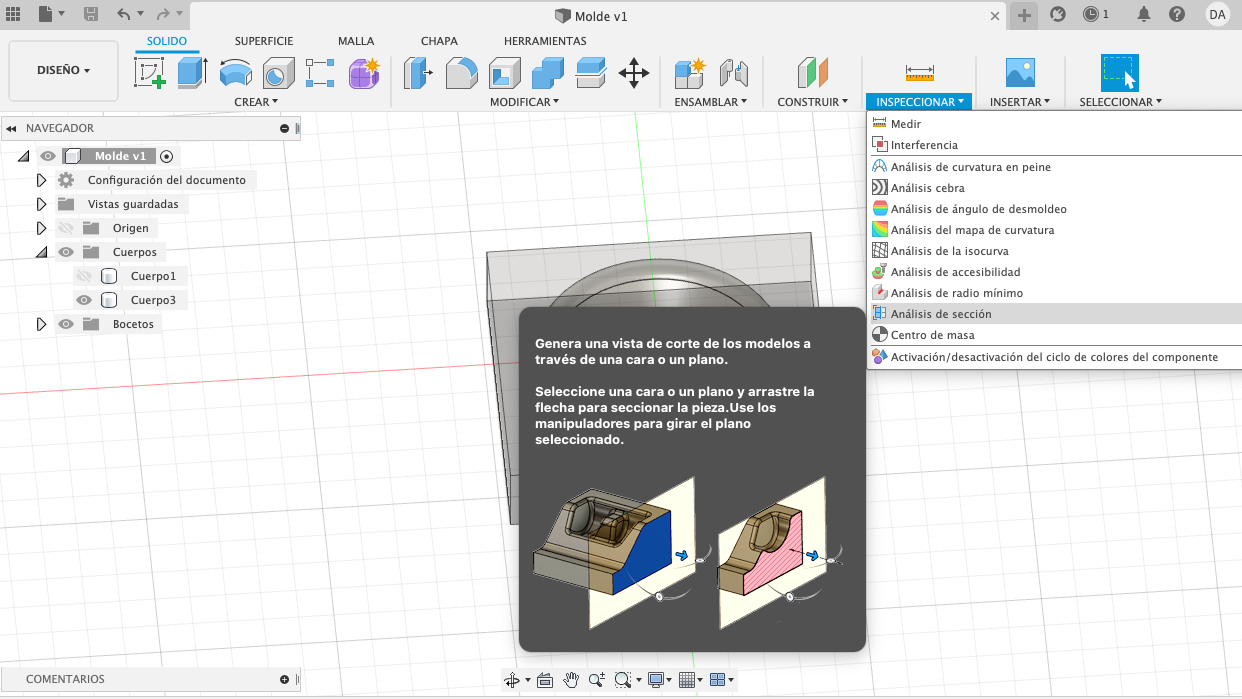 Molde v1
1
DA
DISEÑO
SOLIDO
SUPERFICIE
MALLA
CHAPA
HERRAMIENTAS
CREAR
MODIFICAR
ENSAMBLAR
CONSTRUIR
INSPECCIONAR
INSERTAR
SELECCIONAR
NAVEGADOR
Molde v1
Configuración del documento
Vistas guardadas
Origen
Cuerpos
Cuerpo1
Cuerpo3
Bocetos
Medir
Interferencia
Análisis de curvatura en peine
Análisis cebra
Análisis de ángulo de desmoldeo
Análisis del mapa de curvatura
Análisis de la isocurva
Análisis de accesibilidad
Análisis de radio mínimo
Análisis de sección
Centro de masa
Activación/desactivación del ciclo de colores del componente
Genera una vista de corte de los modelos a
través de una cara o un plano.
Seleccione una cara o un plano y arrastre la
flecha para seccionar la pieza.Use los
manipuladores para girar el plano
seleccionado.
COMENTARIOS